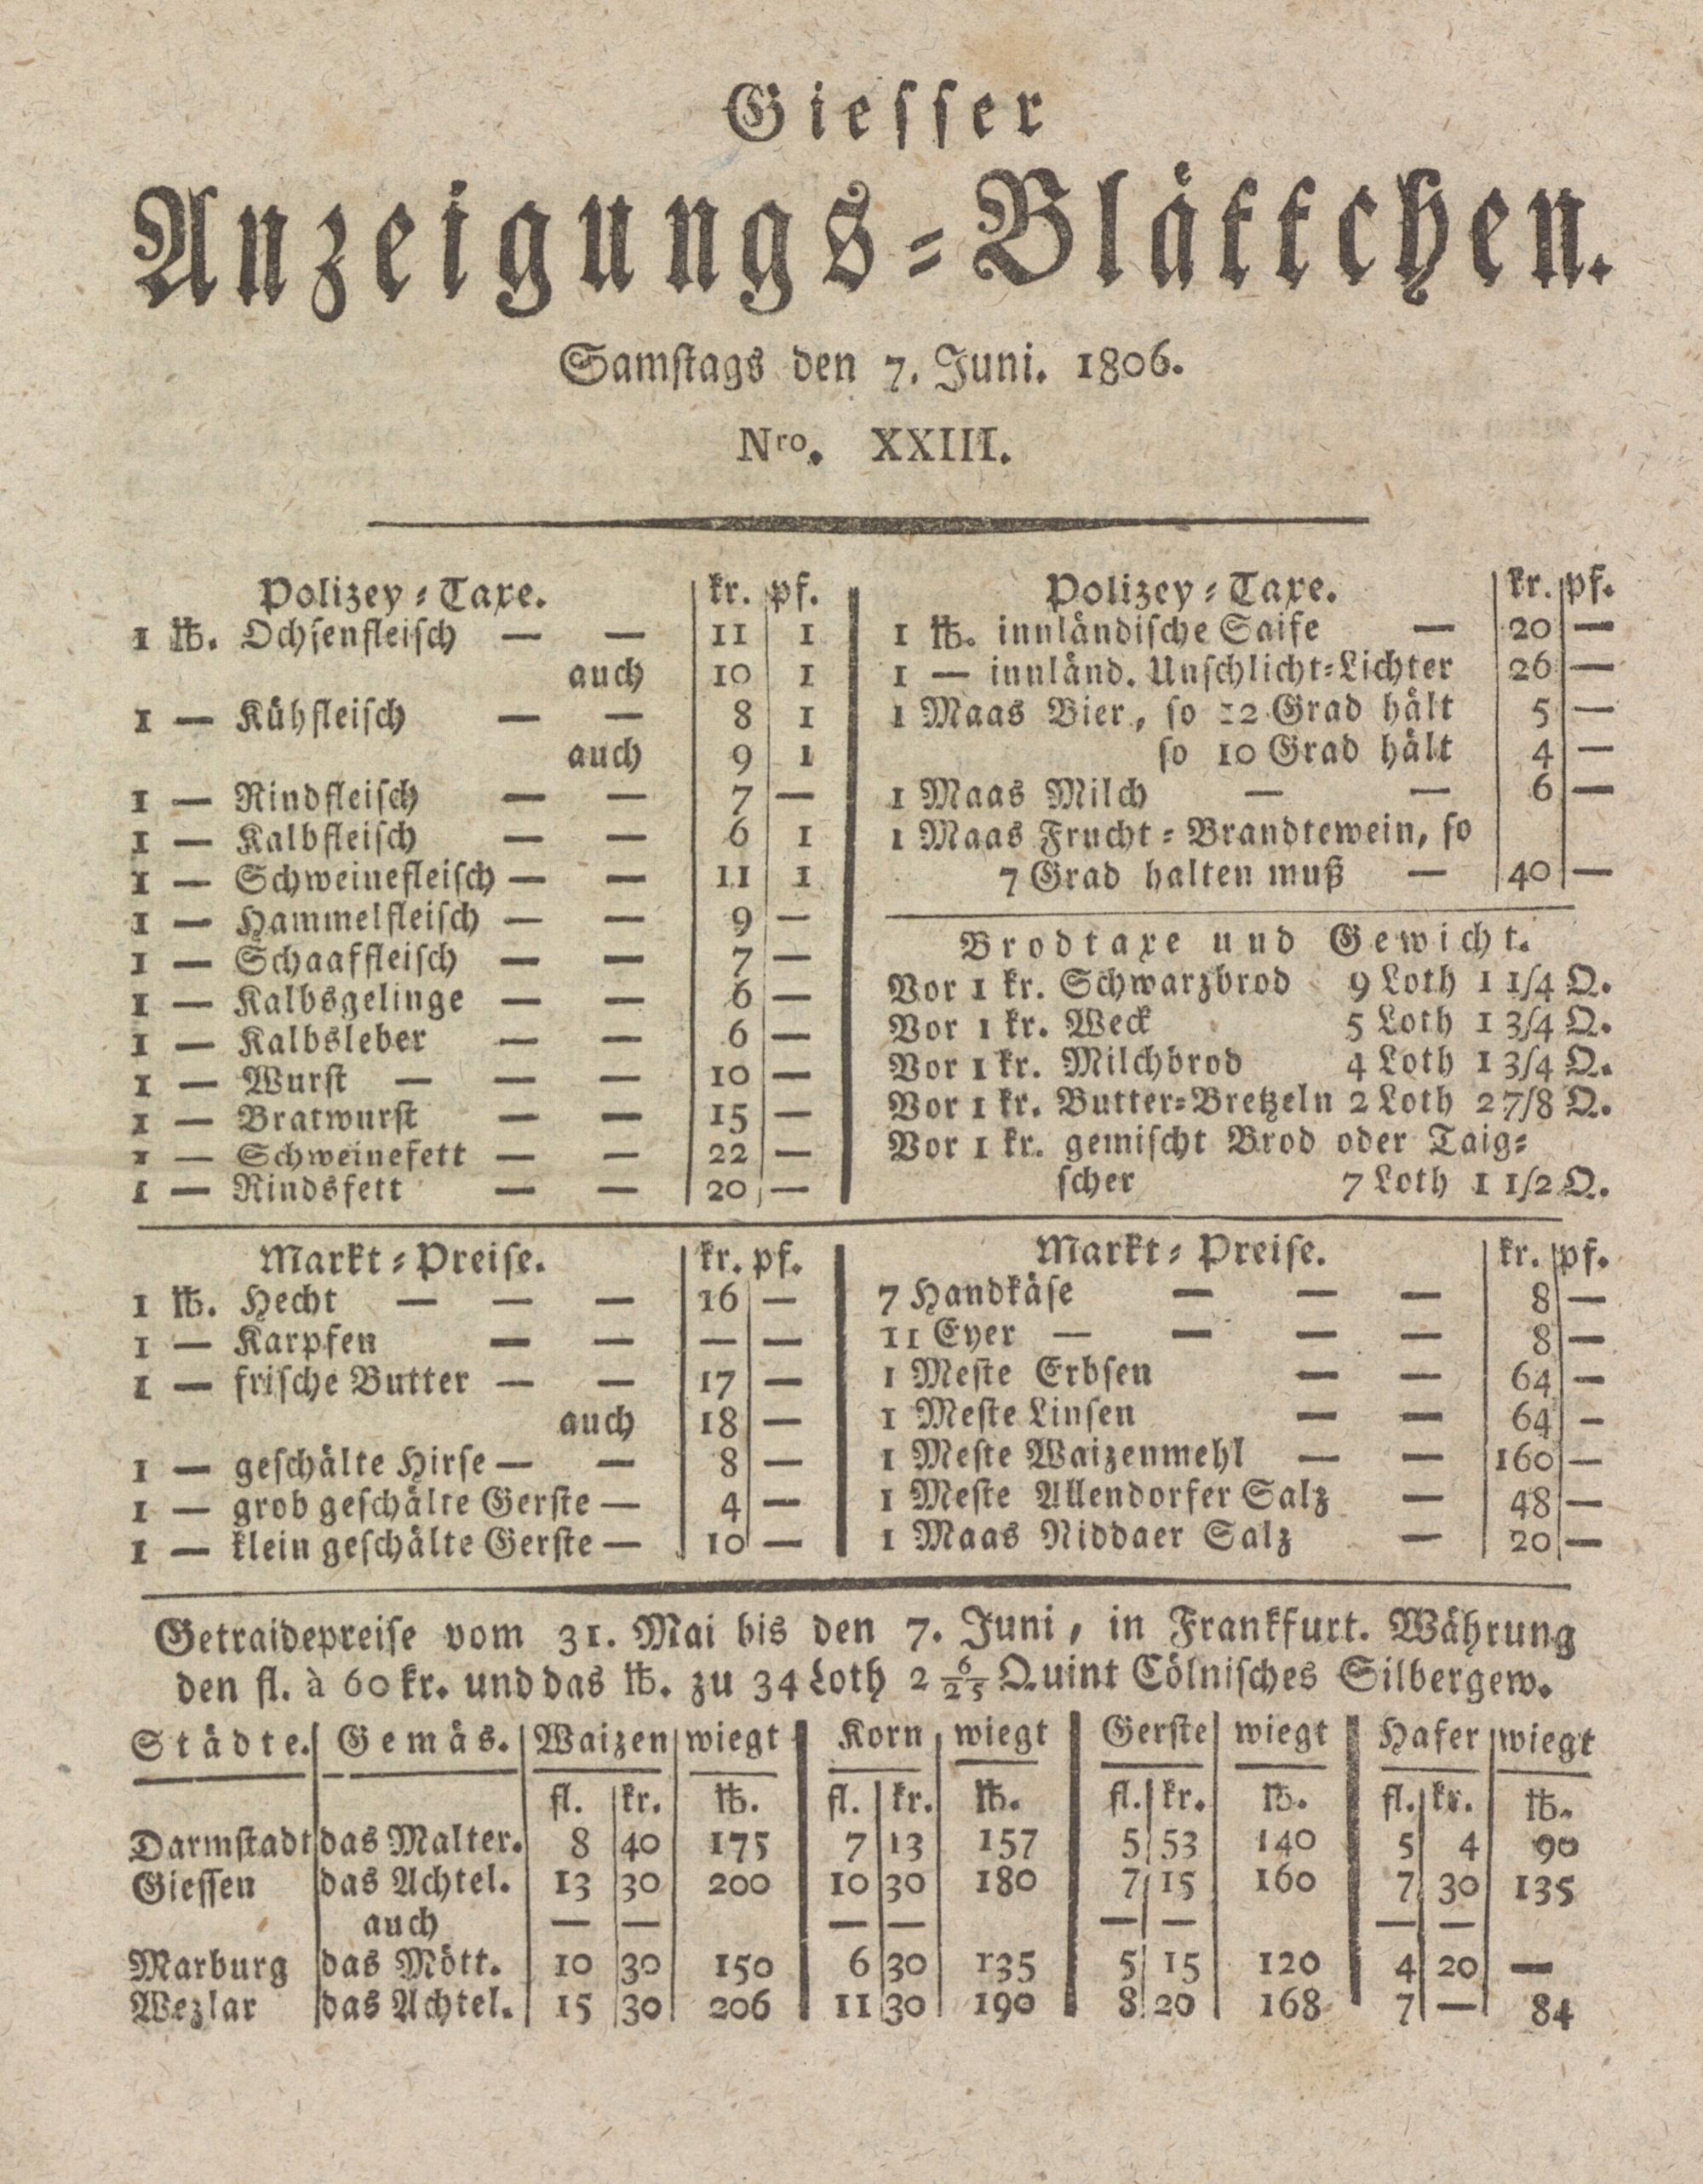 Giesser
Anzeigungs-Blättchen.
Samstags den 7. Juni. 1806.
Nro. XXIII.
Polizey-Taxe. kr. pf.
1 ℔. Ochsenfleisch — — 11 1
auch 10 1
1 — Kühfleisch — — 8 1
auch 9 1
1 — Rindfleisch — — 7 —
1 — Kalbfleisch — — 6 1
1 — Schweinefleisch — — 11 1
1 — Hammelfleisch — — 9 —
1 — Schaaffleisch — — 7 —
1 — Kalbsgelinge — — 6 —
1 — Kalbsleber — — 6 —
1 — Wurst — — — 10 —
1 — Bratwurst — — 15 —
1 — Schweinefett — — 22 —
1 — Rindsfett — — 20 —
Polizey-Taxe. kr. pf.
1 ℔. innländische Saife — 20 —
1 — innländ. Unschlicht-Lichter 26 —
1 Maas Bier, so 12 Grad hält 5 —
so 10 Grad hält 4 —
1 Maas Milch — — 6 —
1 Maas Frucht-Brandtewein, so
7 Grad halten muß — 40 —
Brodtaxe und Gewicht.
Vor 1 kr. Schwarzbrod 9 Loth 1 1/4 Q.
Vor 1 kr. Weck 5 Loth 1 3/4 Q.
Vor 1 kr. Milchbrod 4 Loth 1 3/4 Q.
Vor 1 kr. Butter-Bretzeln 2 Loth 2 7/8 Q.
Vor 1 kr. gemischt Brod oder Taig-
scher 7 Loth 1 1/2 Q.
Markt-Preise. kr. pf.
1 ℔. Hecht — — — 16 —
1 — Karpfen — — — —
1 — frische Butter — — 17 —
auch 18 —
1 — geschälte Hirse — — 8 —
1 — grob geschälte Gerste — 4 —
1 — klein geschälte Gerste — 10 —
Markt-Preise. kr. pf.
7 Handkäse — — — 8 —
11 Eyer — — — — 8 —
1 Meste Erbsen — — 64 —
1 Meste Linsen — — 64 —
1 Meste Waizenmehl — — 160 —
1 Meste Allendorfer Salz — 48 —
1 Maas Niddaer Salz — 20 —
Getraidepreise vom 31. Mai bis den 7. Juni, in Frankfurt. Währung
den fl. à 60 kr. und das ℔. zu 34 Loth 2 6/25 Quint Cölnisches Silbergew.
Städte. Gemäs. Waizen wiegt Korn wiegt Gerste wiegt Hafer wiegt
fl. kr. ℔. fl. kr. ℔. fl. kr. ℔. fl. kr. ℔.
Darmstadt das Malter. 8 40 175 7 13 157 5 53 140 5 4 90
Giessen das Achtel. 13 30 200 10 30 180 7 15 160 7 30 135
auch — — — — — — — —
Marburg das Mött. 10 30 150 6 30 135 5 15 120 4 20 —
Wezlar das Achtel. 15 30 206 11 30 190 8 20 168 7 — 84